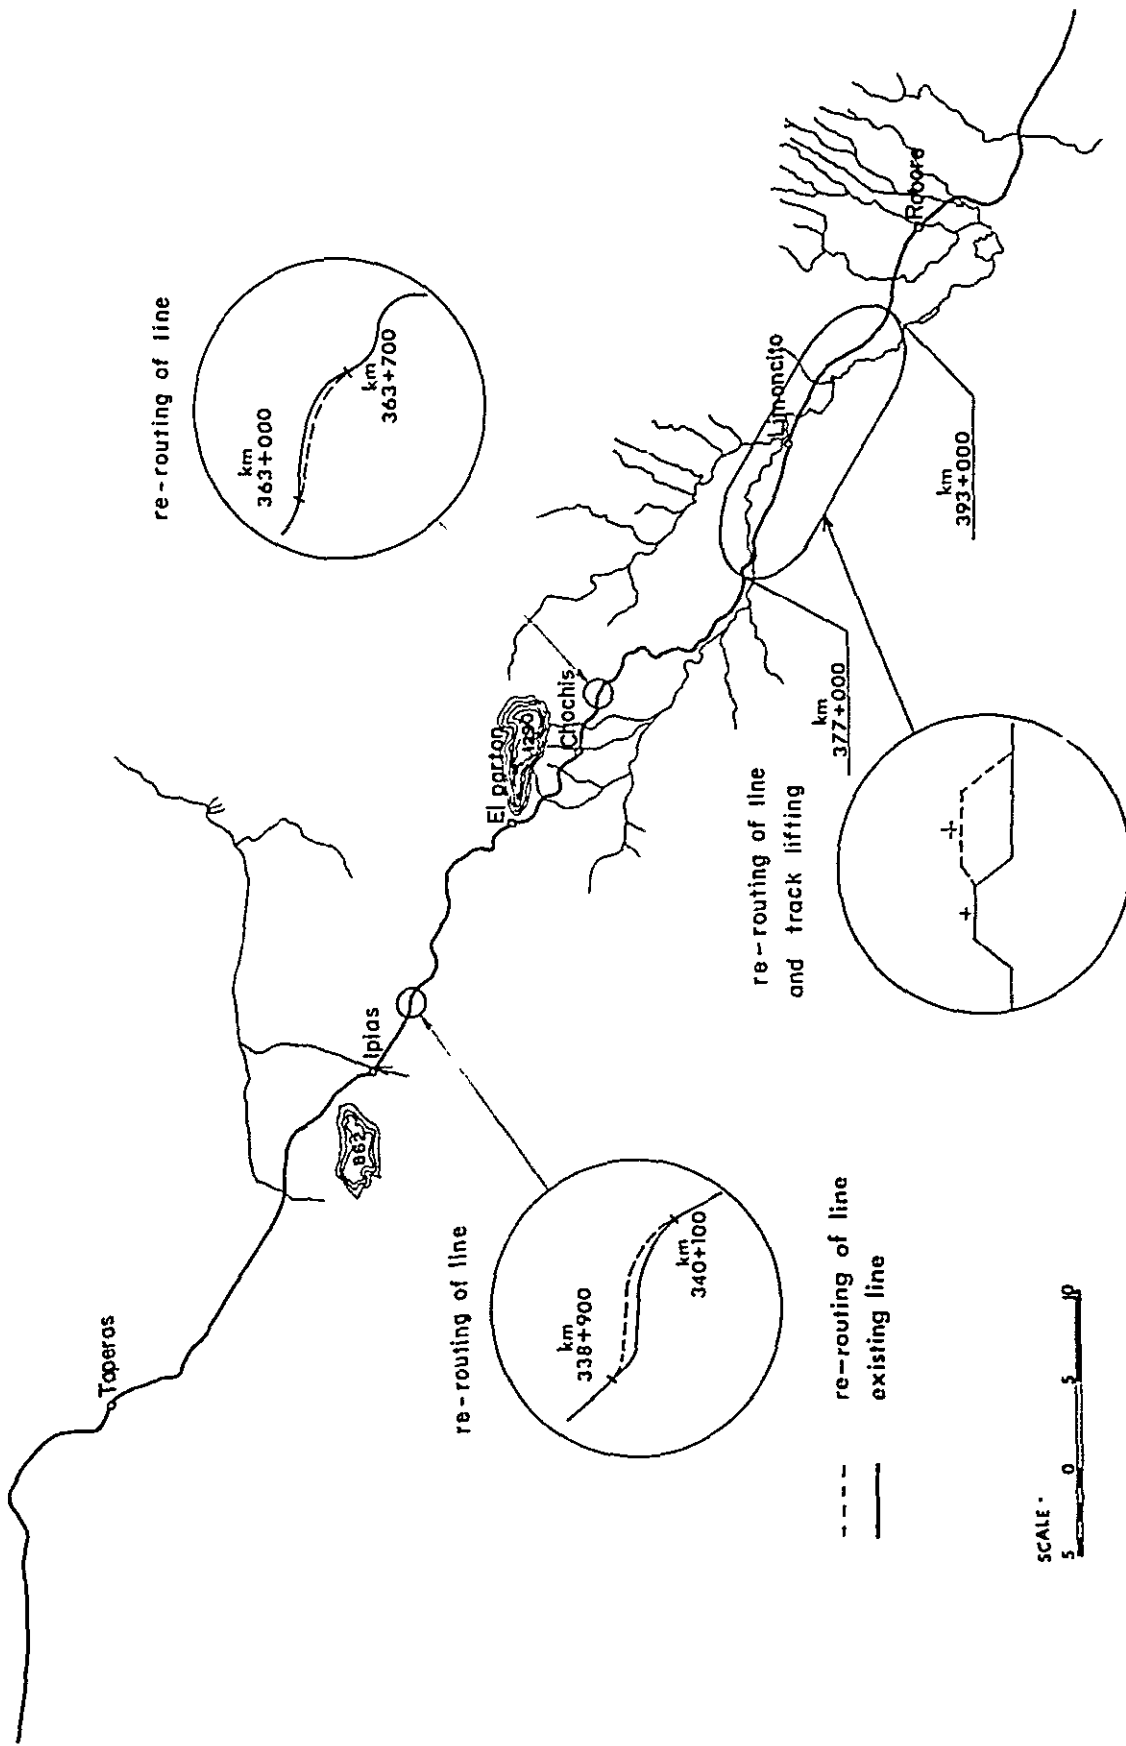 Taperas
Ipias
862
El porton
1290
Chochis
Limoncito
Robore
re-routing of line
km
363+000
km
363+700
re-routing of line
km
338+900
km
340+100
re-routing of line
and track lifting
km
377+000
km
393+000
+
+
re-routing of line
existing line
SCALE
5 0 5 10